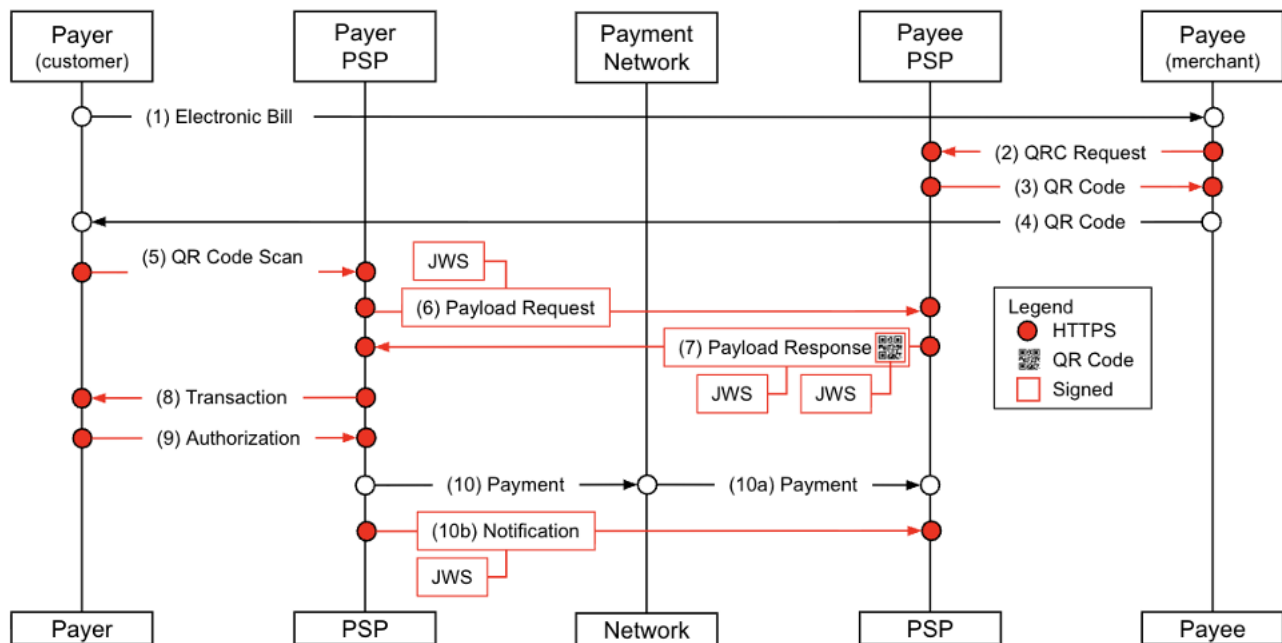 Payer
(customer)
Payer
PSP
Payment
Network
Payee
PSP
Payee
(merchant)
(1) Electronic Bill
(2) QRC Request
(3) QR Code
(4) QR Code
(5) QR Code Scan
JWS
(6) Payload Request
Legend
HTTPS
QR Code
Signed
(7) Payload Response
JWS
JWS
(8) Transaction
(9) Authorization
(10) Payment
(10a) Payment
(10b) Notification
JWS
Payer
PSP
Network
PSP
Payee